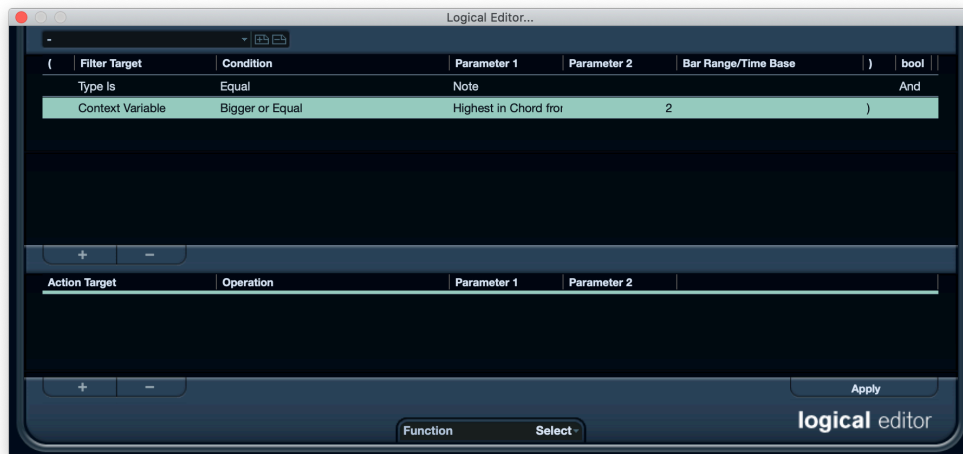 Logical Editor...
-
( Filter Target Condition Parameter 1 Parameter 2 Bar Range/Time Base ) bool
Type Is Equal Note And
Context Variable Bigger or Equal Highest in Chord fror 2 )
+ −
Action Target Operation Parameter 1 Parameter 2
+ − Apply
logical editor
Function Select